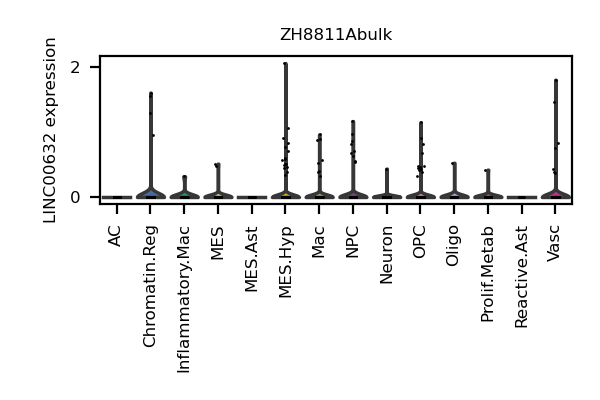 ZH8811Abulk
LINC00632 expression
2
0
AC
Chromatin.Reg
Inflammatory.Mac
MES
MES.Ast
MES.Hyp
Mac
NPC
Neuron
OPC
Oligo
Prolif.Metab
Reactive.Ast
Vasc